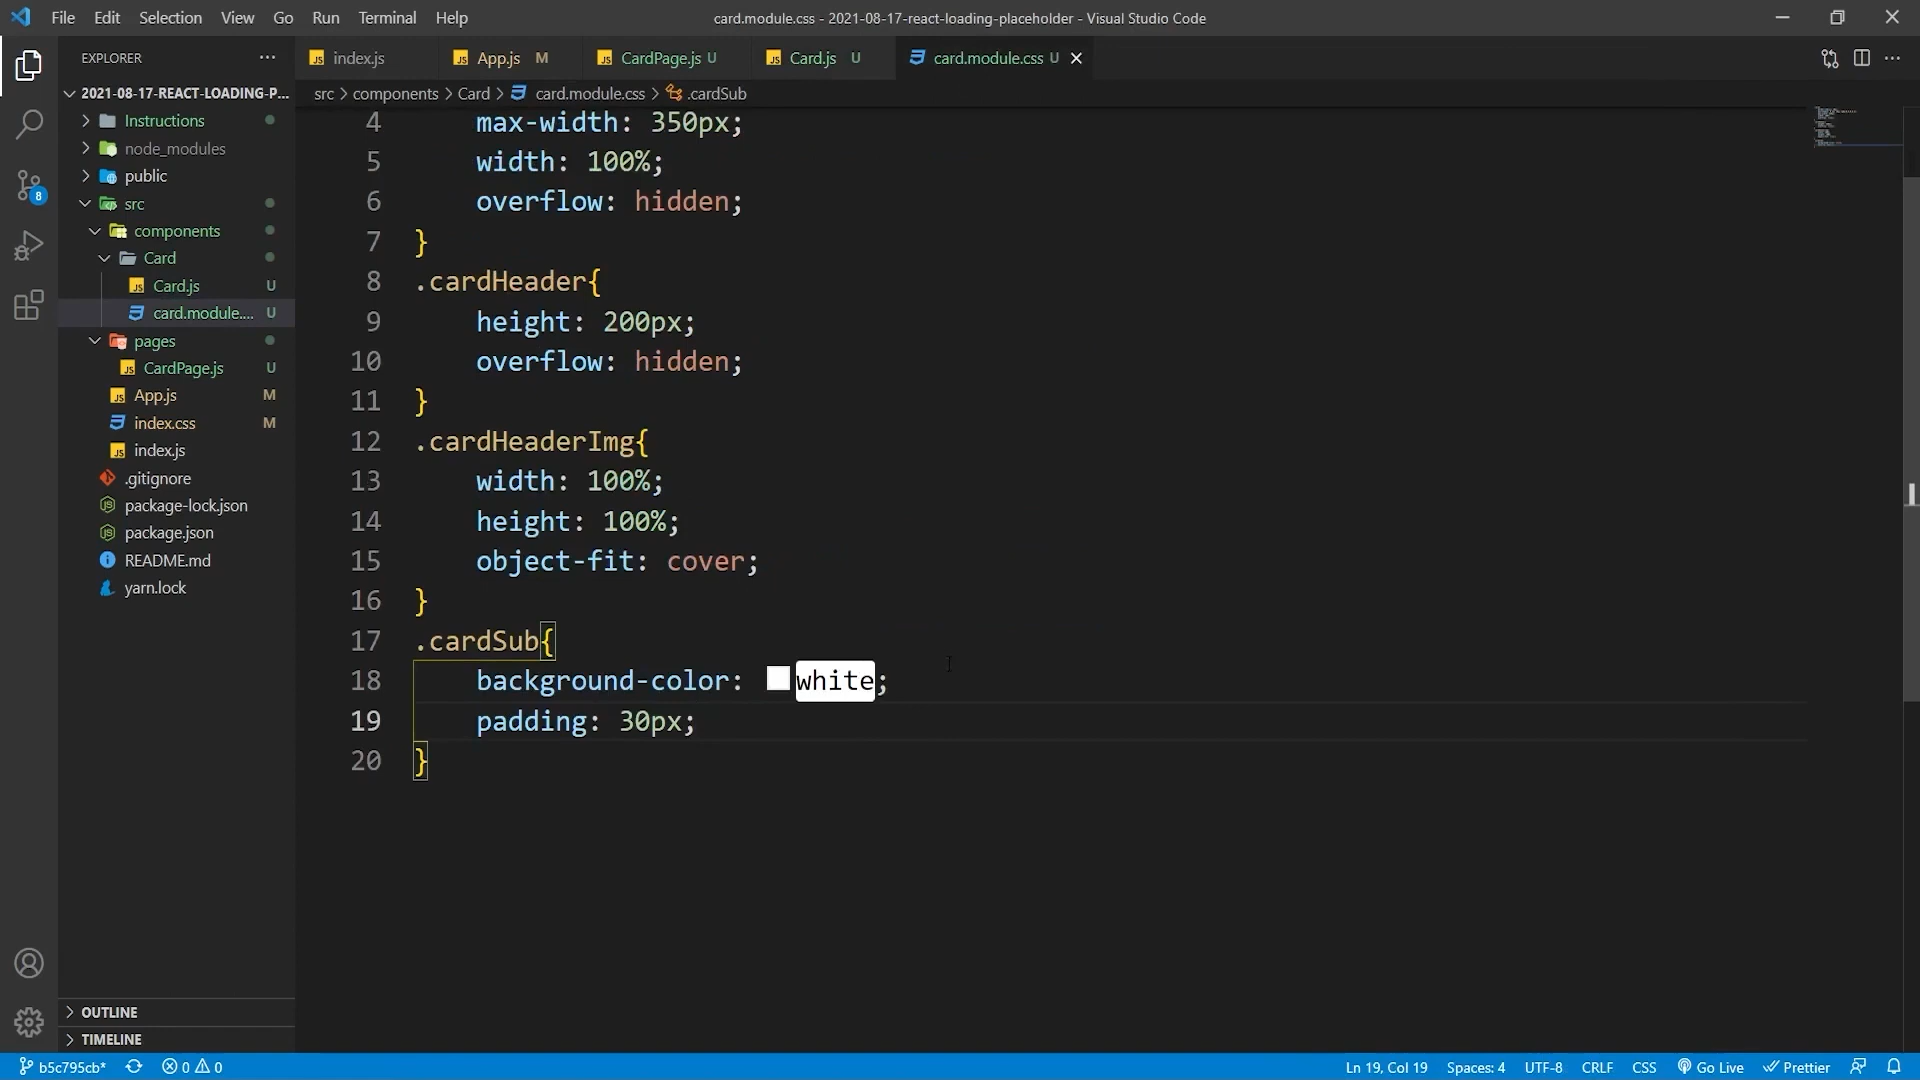 File Edit Selection View Go Run Terminal Help
card.module.css - 2021-08-17-react-loading-placeholder - Visual Studio Code
EXPLORER
2021-08-17-REACT-LOADING-P...
Instructions
node_modules
public
src
components
Card
Card.js U
card.module.... U
pages
CardPage.js U
App.js M
index.css M
index.js
.gitignore
package-lock.json
package.json
README.md
yarn.lock
OUTLINE
TIMELINE
8
index.js App.js M CardPage.js U Card.js U card.module.css U
src > components > Card > card.module.css > .cardSub
4 max-width: 350px;
5 width: 100%;
6 overflow: hidden;
7 }
8 .cardHeader{
9 height: 200px;
10 overflow: hidden;
11 }
12 .cardHeaderImg{
13 width: 100%;
14 height: 100%;
15 object-fit: cover;
16 }
17 .cardSub{
18 background-color: white;
19 padding: 30px;
20 }
b5c795cb* 0 0 Ln 19, Col 19 Spaces: 4 UTF-8 CRLF CSS Go Live Prettier